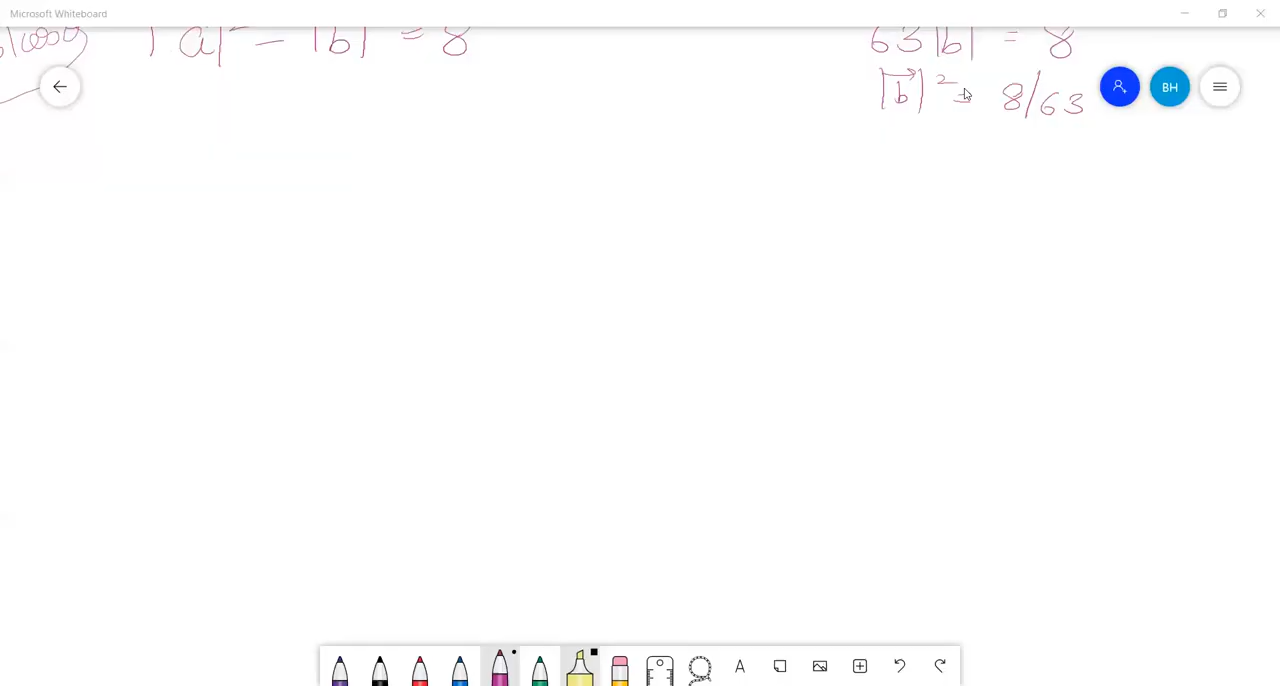 Microsoft Whiteboard
|a|² - |b| = 8
63|b| = 8
|b⃗|² = 8/63
BH
A